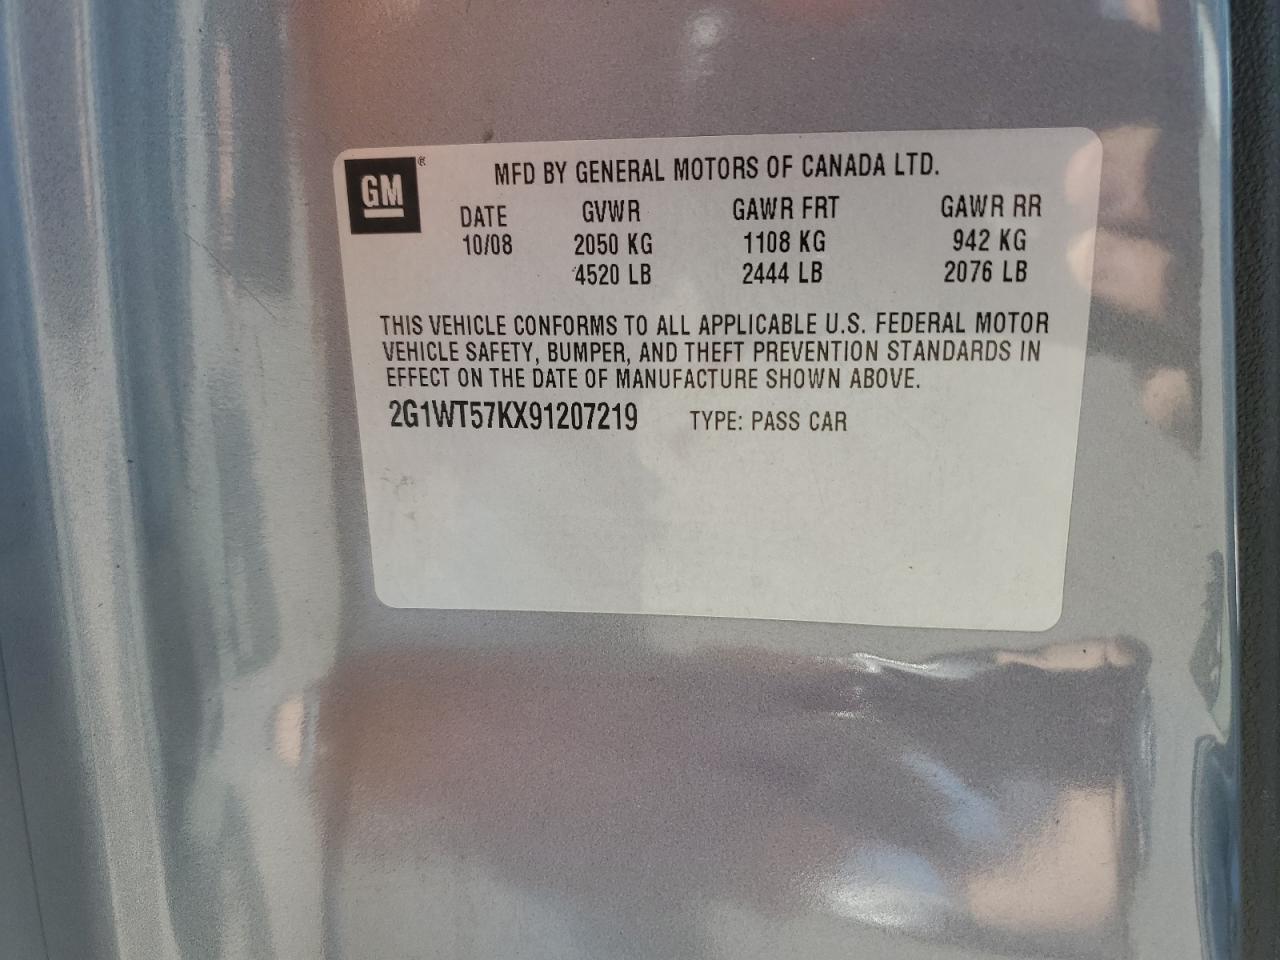 GM®
MFD BY GENERAL MOTORS OF CANADA LTD.
DATE GVWR GAWR FRT GAWR RR
10/08 2050 KG 1108 KG 942 KG
4520 LB 2444 LB 2076 LB
THIS VEHICLE CONFORMS TO ALL APPLICABLE U.S. FEDERAL MOTOR
VEHICLE SAFETY, BUMPER, AND THEFT PREVENTION STANDARDS IN
EFFECT ON THE DATE OF MANUFACTURE SHOWN ABOVE.
2G1WT57KX91207219 TYPE: PASS CAR